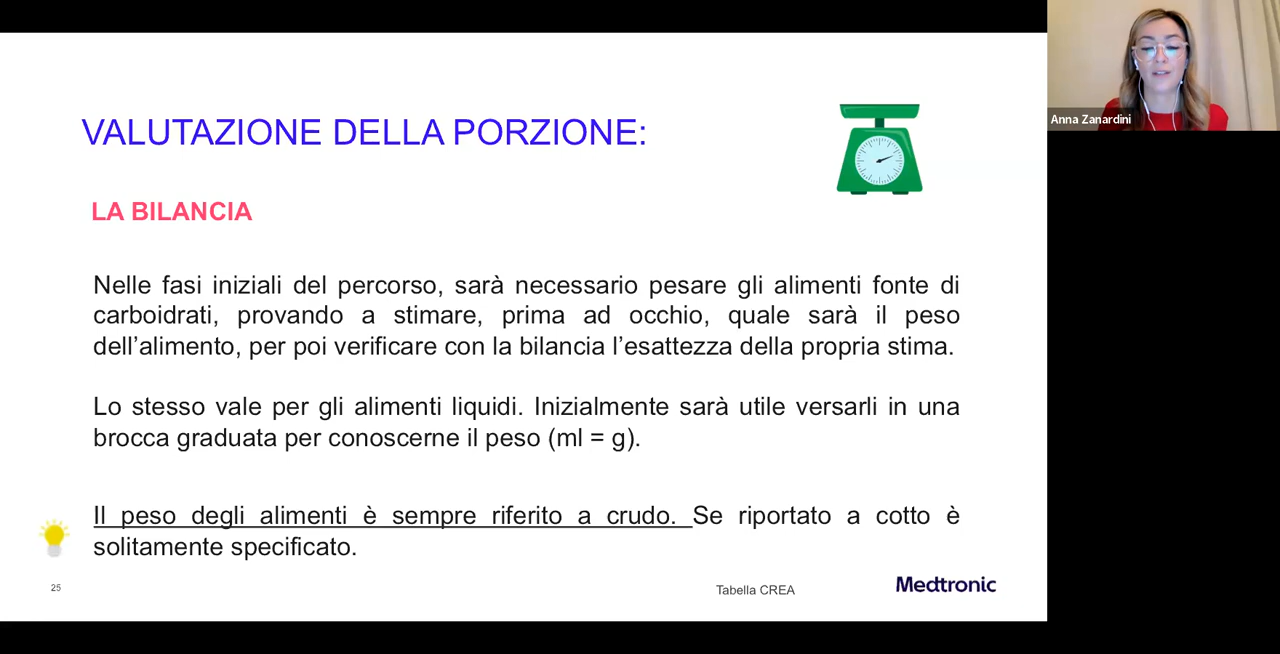 VALUTAZIONE DELLA PORZIONE:
LA BILANCIA
Nelle fasi iniziali del percorso, sarà necessario pesare gli alimenti fonte di
carboidrati, provando a stimare, prima ad occhio, quale sarà il peso
dell’alimento, per poi verificare con la bilancia l’esattezza della propria stima.
Lo stesso vale per gli alimenti liquidi. Inizialmente sarà utile versarli in una
brocca graduata per conoscerne il peso (ml = g).
Il peso degli alimenti è sempre riferito a crudo. Se riportato a cotto è
solitamente specificato.
25
Tabella CREA
Medtronic
Anna Zanardini